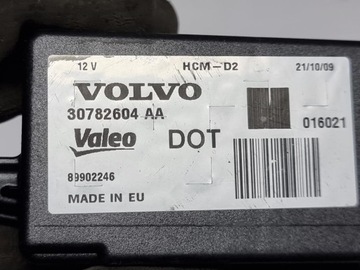 12 V HCM-D2 21/10/09
VOLVO
30782604 AA
016021
Valeo DOT
89902246
MADE IN EU